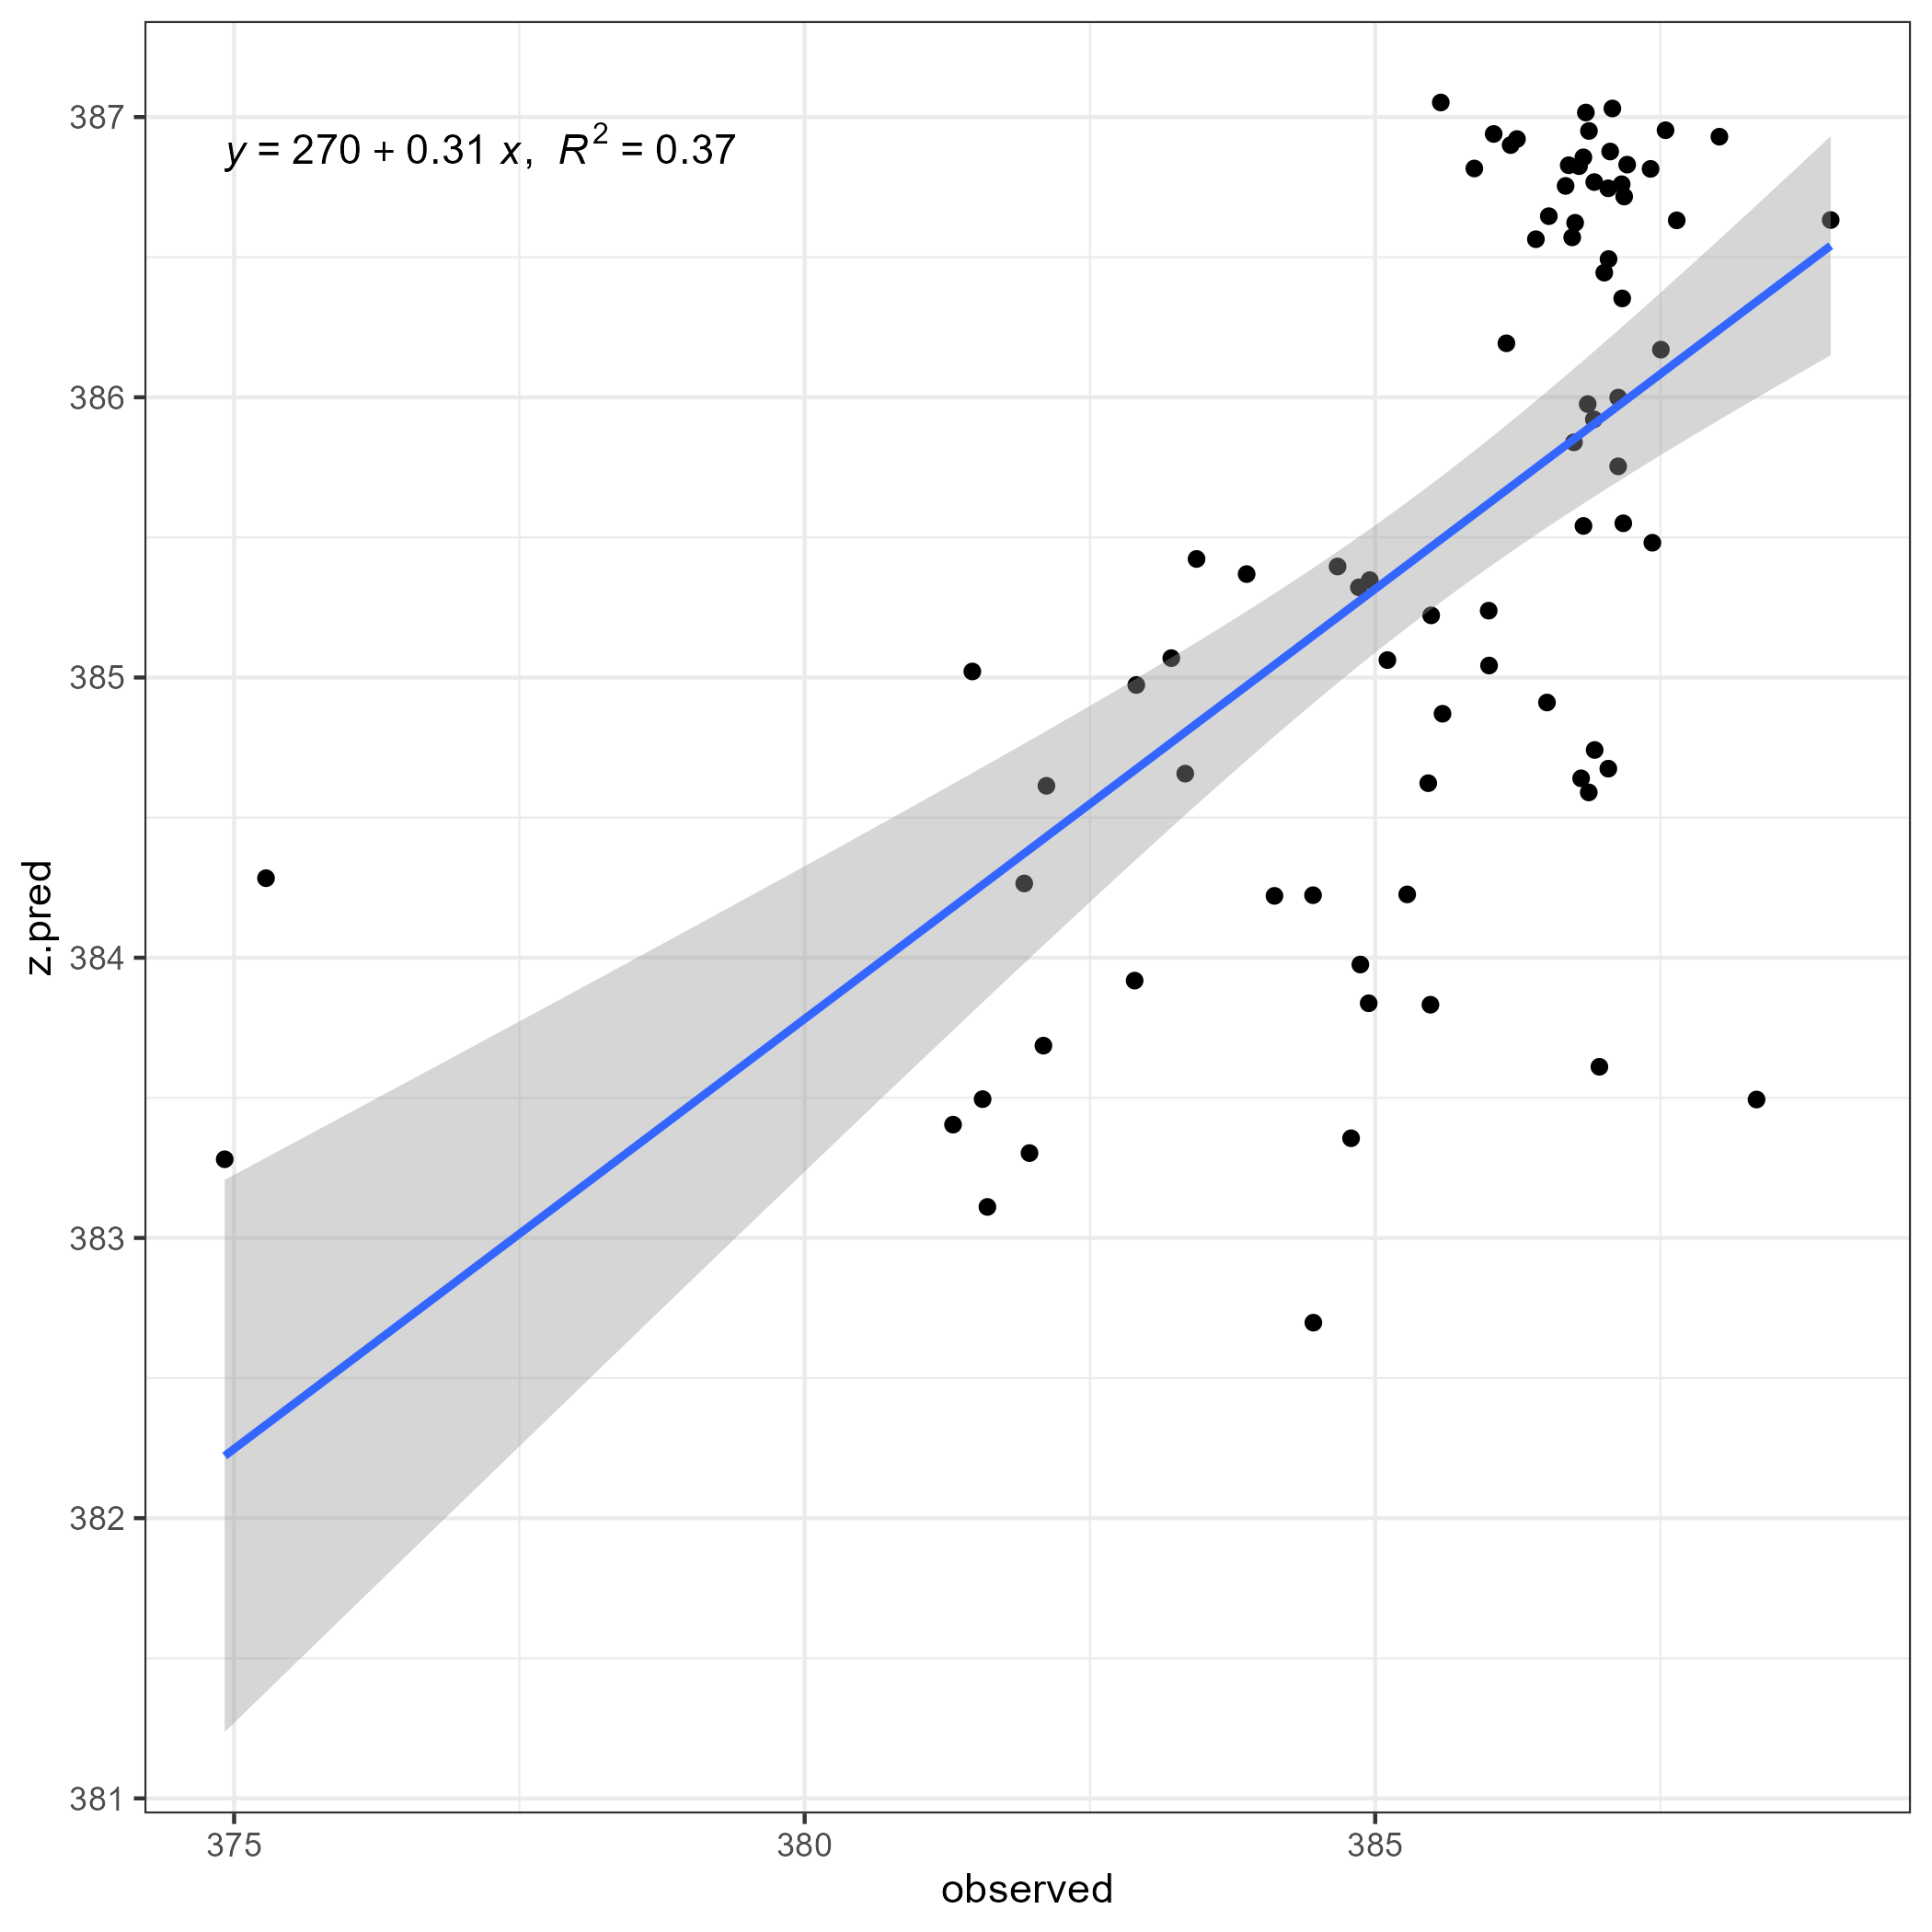 y = 270 + 0.31 x, R² = 0.37
387
386
385
384
383
382
381
z.pred
375 380 385
observed